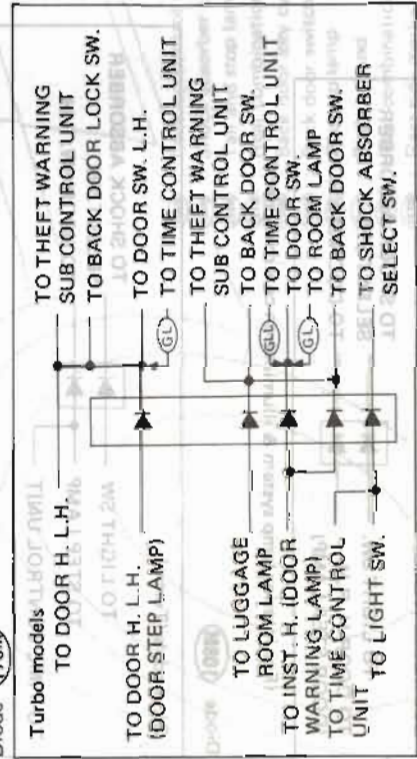 Turbo models
TO DOOR H. L.H.
TO DOOR H. L.H.
(DOOR STEP LAMP)
TO LUGGAGE
ROOM LAMP
TO INST. H. (DOOR
WARNING LAMP)
TO TIME CONTROL
UNIT
TO LIGHT SW.
TO THEFT WARNING
SUB CONTROL UNIT
TO BACK DOOR LOCK SW.
TO DOOR SW. L.H.
GL
TO TIME CONTROL UNIT
TO THEFT WARNING
SUB CONTROL UNIT
TO BACK DOOR SW.
GLL
TO TIME CONTROL UNIT
TO DOOR SW.
GL
TO ROOM LAMP
TO BACK DOOR SW.
TO SHOCK ABSORBER
SELECT SW.